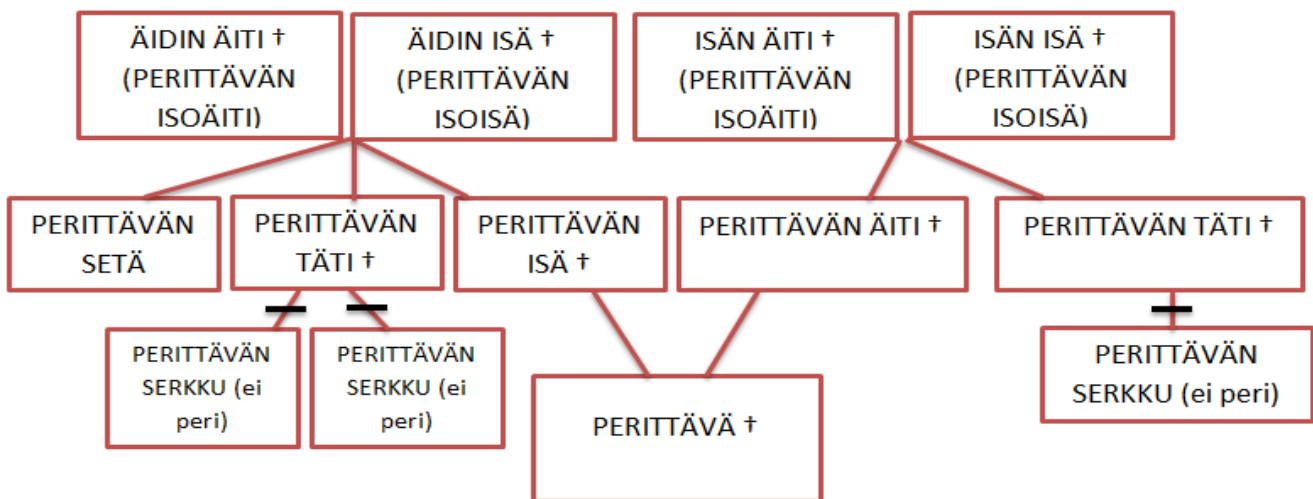 ÄIDIN ÄITI †
(PERITTÄVÄN
ISOÄITI)
ÄIDIN ISÄ †
(PERITTÄVÄN
ISOISÄ)
ISÄN ÄITI †
(PERITTÄVÄN
ISOÄITI)
ISÄN ISÄ †
(PERITTÄVÄN
ISOISÄ)
PERITTÄVÄN
SETÄ
PERITTÄVÄN
TÄTI †
PERITTÄVÄN
ISÄ †
PERITTÄVÄN ÄITI †
PERITTÄVÄN TÄTI †
PERITTÄVÄN
SERKKU (ei
peri)
PERITTÄVÄN
SERKKU (ei
peri)
PERITTÄVÄ †
PERITTÄVÄN
SERKKU (ei peri)